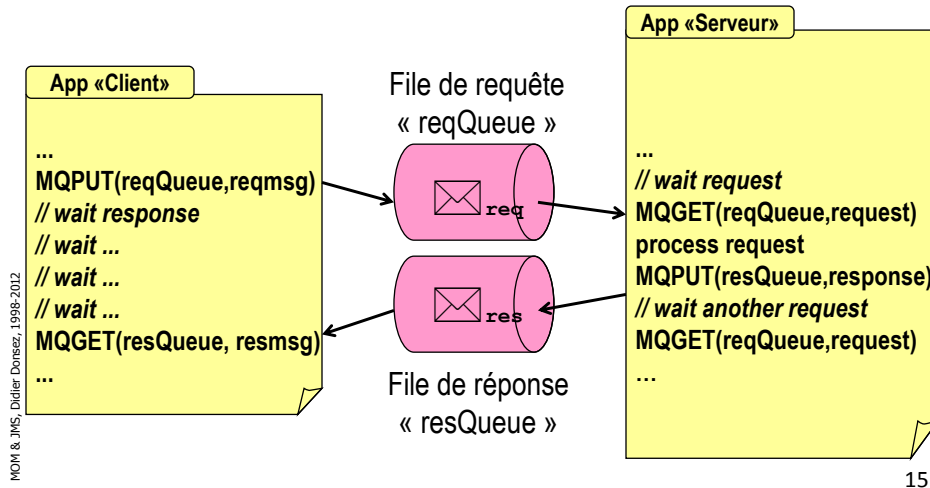 App «Client»
...
MQPUT(reqQueue,reqmsg)
// wait response
// wait ...
// wait ...
// wait ...
MQGET(resQueue, resmsg)
...
File de requête
« reqQueue »
req
res
File de réponse
« resQueue »
App «Serveur»
...
// wait request
MQGET(reqQueue,request)
process request
MQPUT(resQueue,response)
// wait another request
MQGET(reqQueue,request)
…
MOM & JMS, Didier Donsez, 1998-2012
15